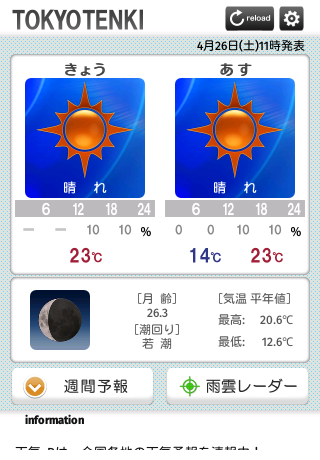 TOKYO TENKI
reload
4月26日(土)11時発表
きょう あす
晴 れ 晴 れ
6 12 18 24 6 12 18 24
— — 10 10 % 0 0 10 10 %
23℃ 14℃ 23℃
[月 齢] [気温 平年値]
26.3
最高: 20.6℃
[潮回り]
若 潮
最低: 12.6℃
週間予報 雨雲レーダー
information